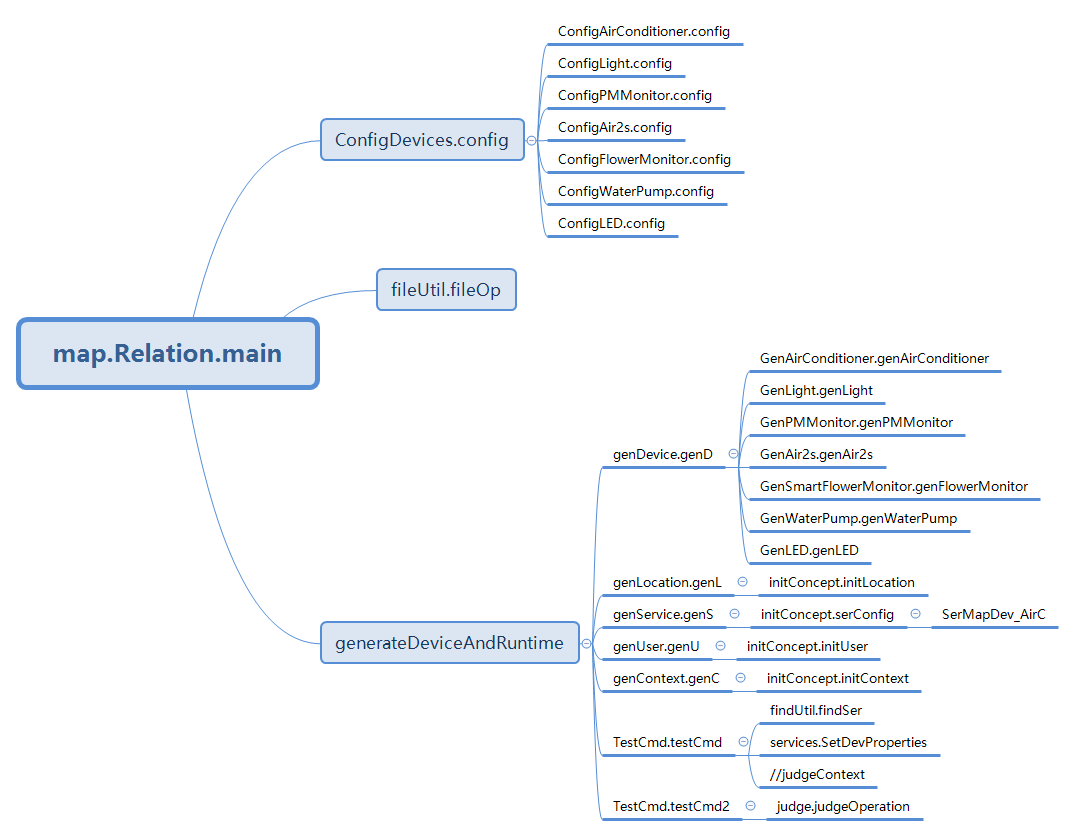 map.Relation.main
ConfigDevices.config
ConfigAirConditioner.config
ConfigLight.config
ConfigPMMonitor.config
ConfigAir2s.config
ConfigFlowerMonitor.config
ConfigWaterPump.config
ConfigLED.config
fileUtil.fileOp
generateDeviceAndRuntime
genDevice.genD
GenAirConditioner.genAirConditioner
GenLight.genLight
GenPMMonitor.genPMMonitor
GenAir2s.genAir2s
GenSmartFlowerMonitor.genFlowerMonitor
GenWaterPump.genWaterPump
GenLED.genLED
genLocation.genL
initConcept.initLocation
genService.genS
initConcept.serConfig
SerMapDev_AirC
genUser.genU
initConcept.initUser
genContext.genC
initConcept.initContext
TestCmd.testCmd
findUtil.findSer
services.SetDevProperties
//judgeContext
TestCmd.testCmd2
judge.judgeOperation